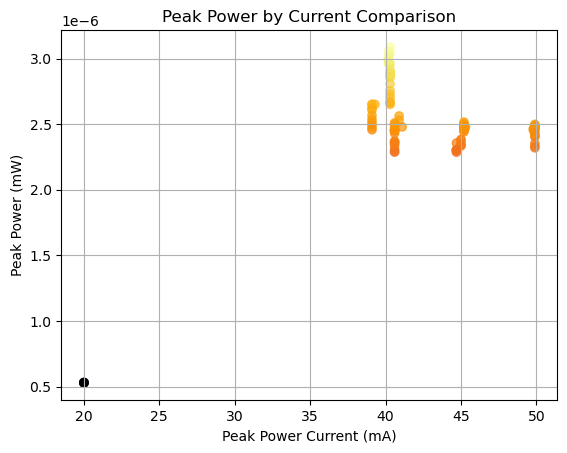 Peak Power by Current Comparison
1e−6
3.0
2.5
2.0
1.5
1.0
0.5
Peak Power (mW)
20 25 30 35 40 45 50
Peak Power Current (mA)